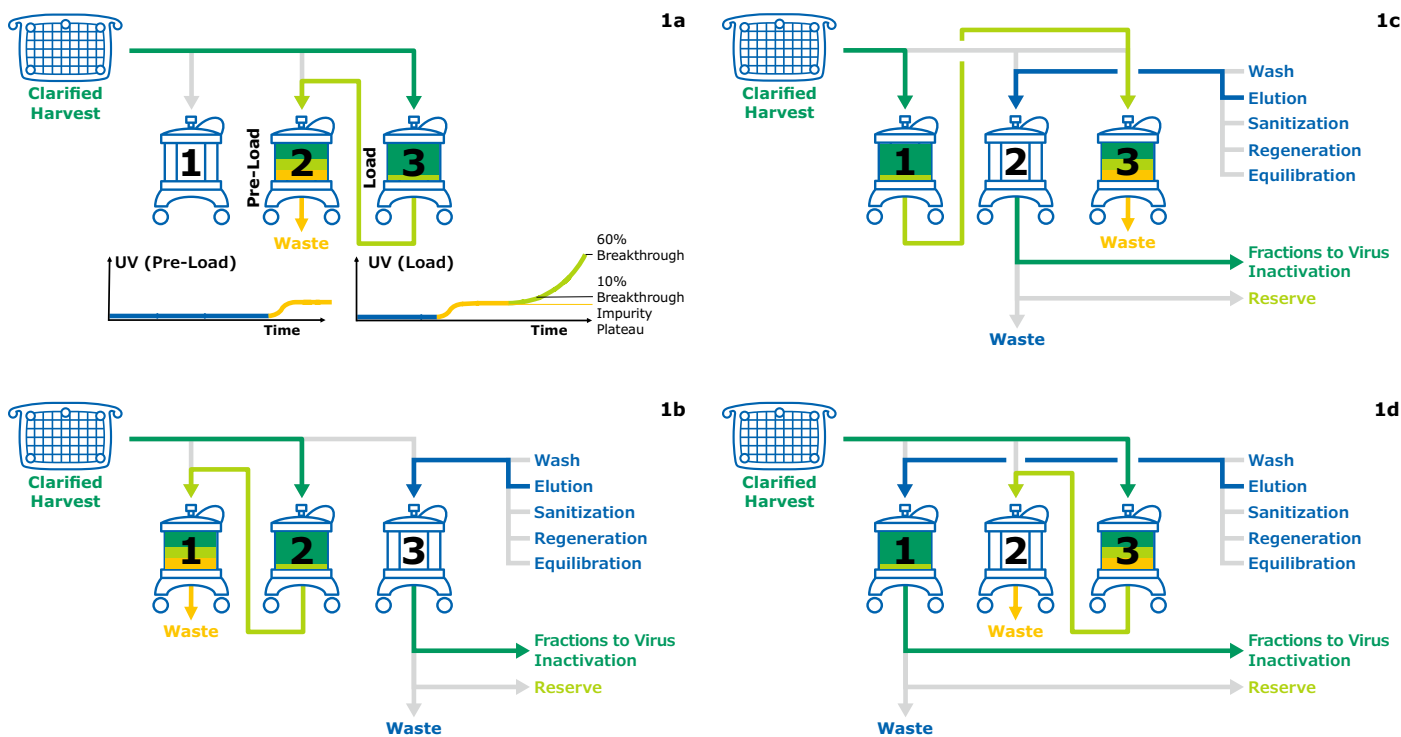 1a
Clarified
Harvest
1
2
3
Pre-Load
Load
Waste
UV (Pre-Load)
Time
UV (Load)
Time
60%
Breakthrough
10%
Breakthrough
Impurity
Plateau
1c
Clarified
Harvest
1
2
3
Wash
Elution
Sanitization
Regeneration
Equilibration
Waste
Fractions to Virus
Inactivation
Reserve
Waste
1b
Clarified
Harvest
1
2
3
Wash
Elution
Sanitization
Regeneration
Equilibration
Waste
Fractions to Virus
Inactivation
Reserve
Waste
1d
Clarified
Harvest
1
2
3
Wash
Elution
Sanitization
Regeneration
Equilibration
Waste
Fractions to Virus
Inactivation
Reserve
Waste